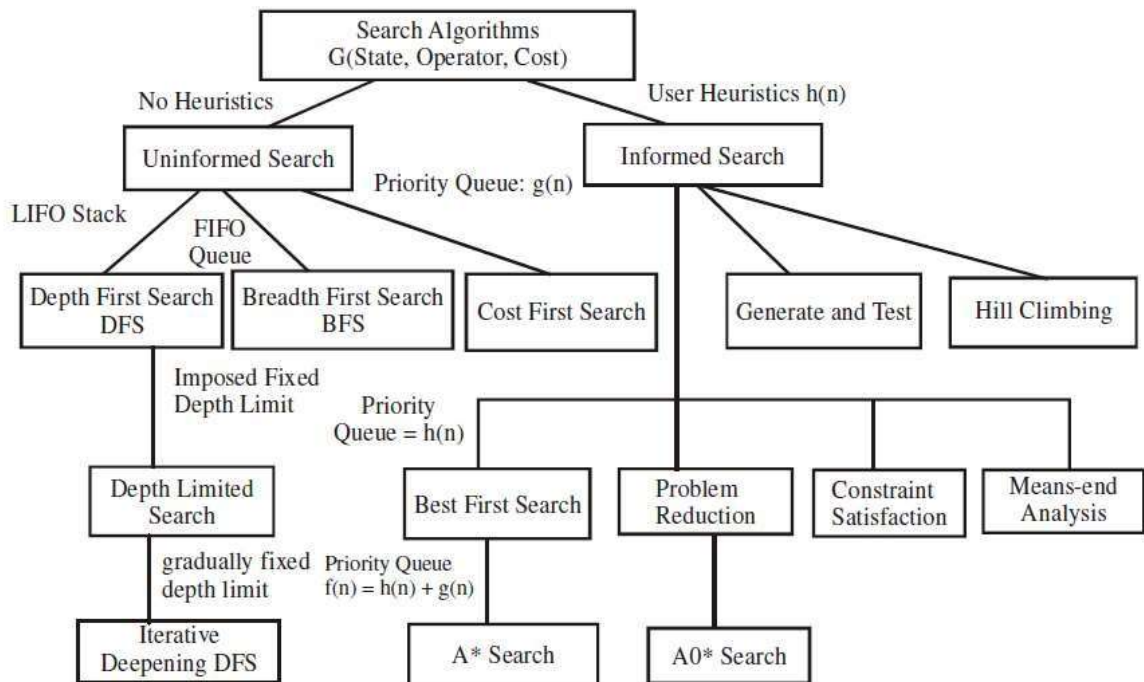 Search Algorithms
G(State, Operator, Cost)
No Heuristics
User Heuristics h(n)
Uninformed Search
Informed Search
Priority Queue: g(n)
LIFO Stack
FIFO
Queue
Depth First Search
DFS
Breadth First Search
BFS
Cost First Search
Generate and Test
Hill Climbing
Imposed Fixed
Depth Limit
Priority
Queue = h(n)
Depth Limited
Search
Best First Search
Problem
Reduction
Constraint
Satisfaction
Means-end
Analysis
gradually fixed
depth limit
Priority Queue
f(n) = h(n) + g(n)
Iterative
Deepening DFS
A* Search
A0* Search